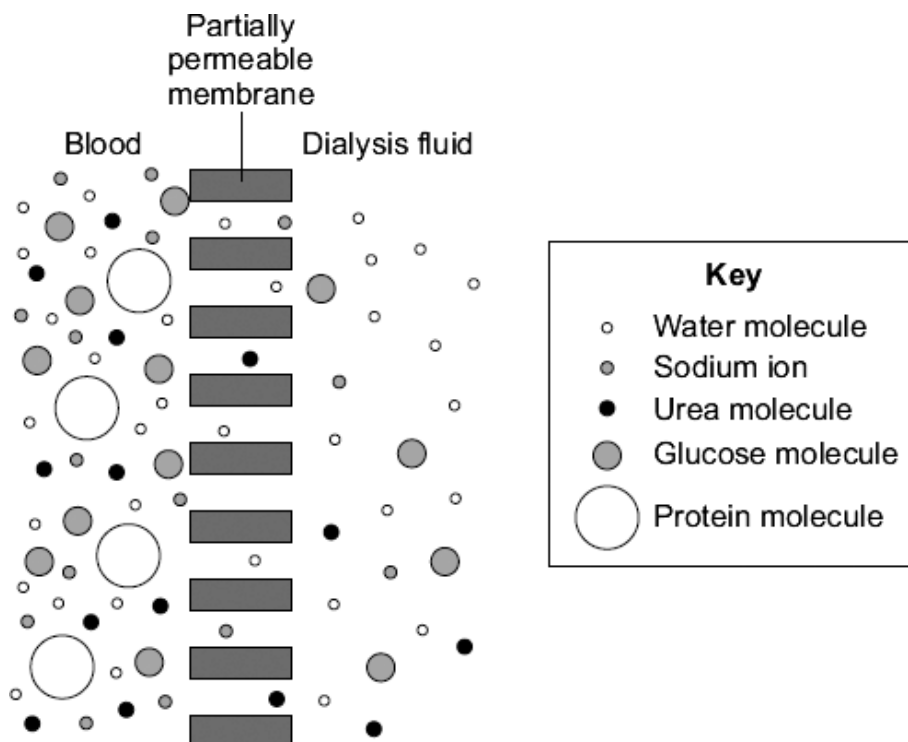 Partially
permeable
membrane
Blood
Dialysis fluid
Key
Water molecule
Sodium ion
Urea molecule
Glucose molecule
Protein molecule